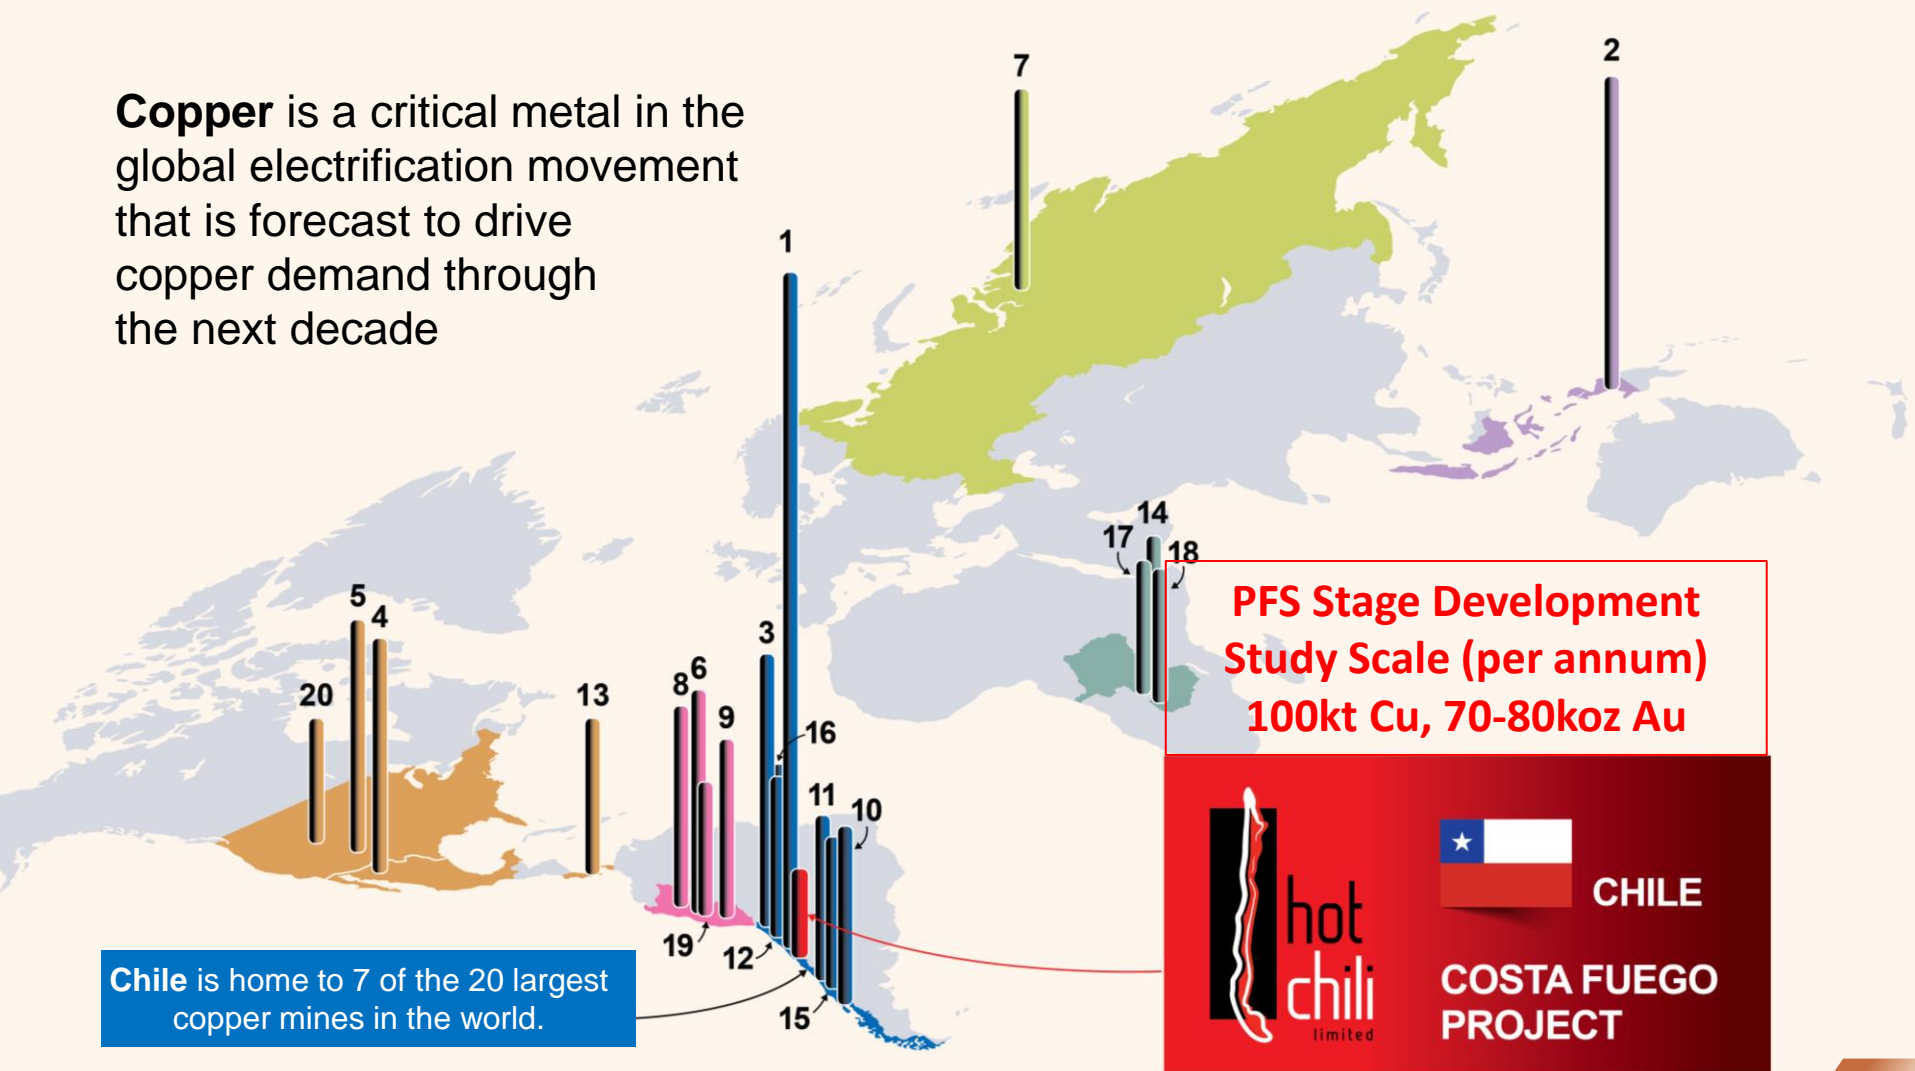 Copper is a critical metal in the
global electrification movement
that is forecast to drive
copper demand through
the next decade
7
2
1
14
17
18
5
4
20
13
3
6
8
9
16
11
10
19
12
15
PFS Stage Development
Study Scale (per annum)
100kt Cu, 70-80koz Au
hot
chili
limited
CHILE
COSTA FUEGO
PROJECT
Chile is home to 7 of the 20 largest
copper mines in the world.